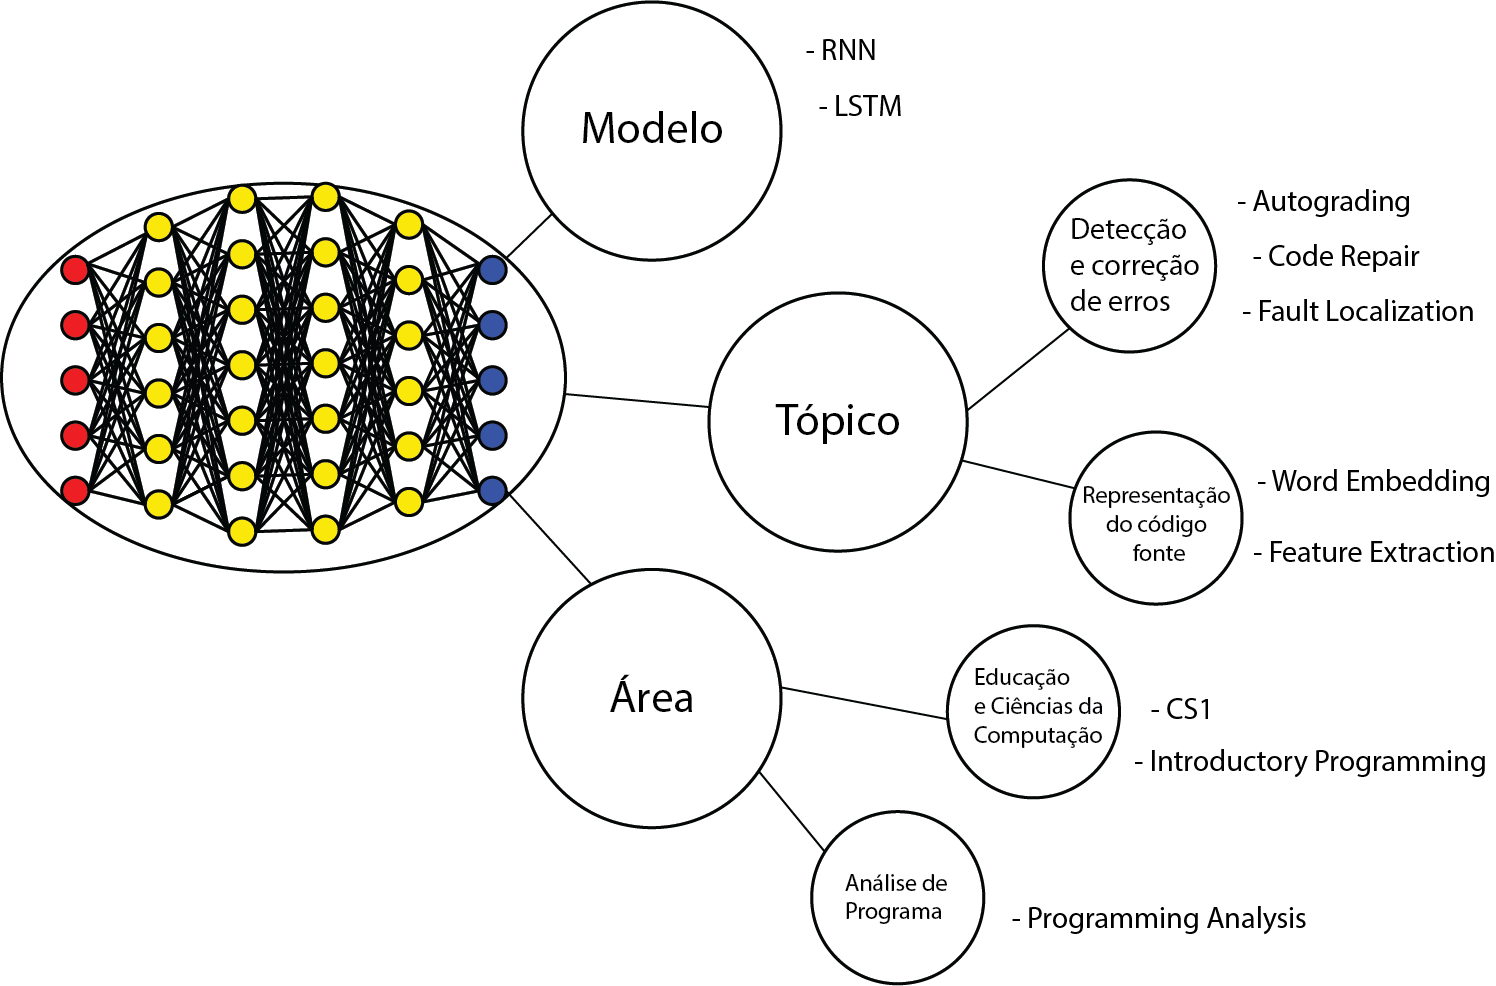 Modelo
- RNN
- LSTM
Tópico
Detecção
e correção
de erros
- Autograding
- Code Repair
- Fault Localization
Representação
do código
fonte
- Word Embedding
- Feature Extraction
Área
Educação
e Ciências da
Computação
- CS1
- Introductory Programming
Análise de
Programa
- Programming Analysis